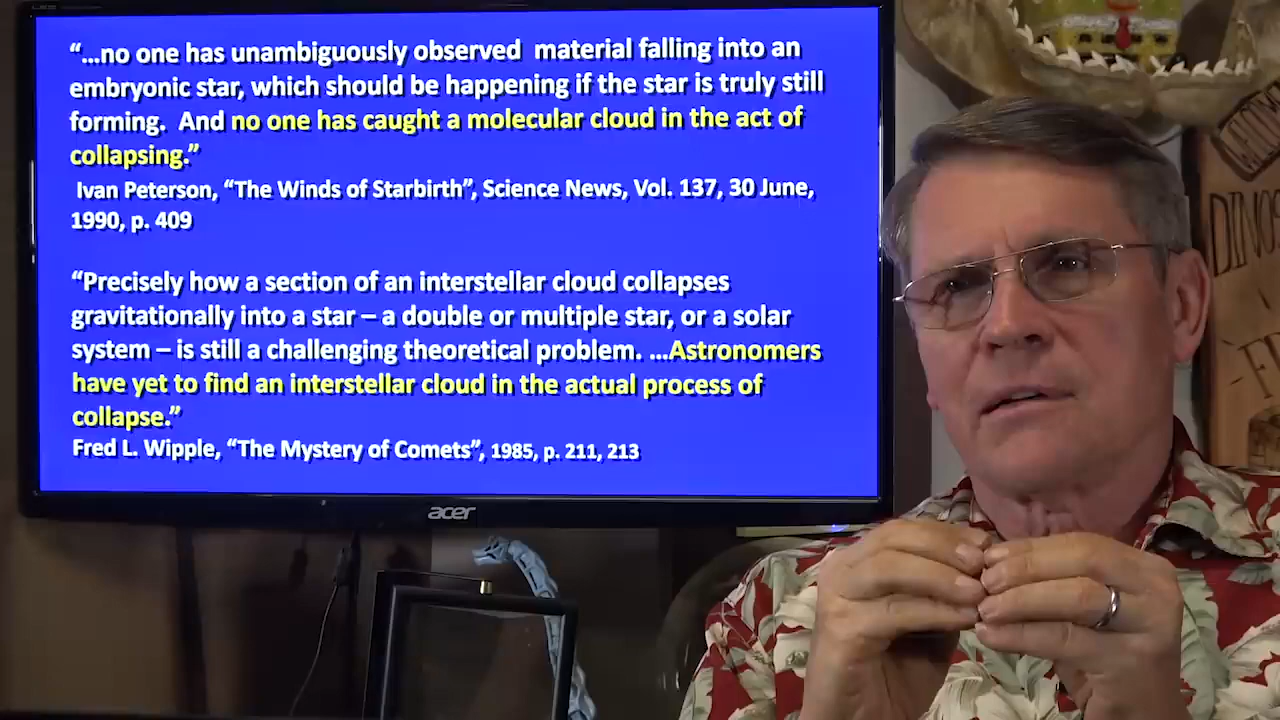 “...no one has unambiguously observed material falling into an
embryonic star, which should be happening if the star is truly still
forming. And no one has caught a molecular cloud in the act of
collapsing.”
Ivan Peterson, “The Winds of Starbirth”, Science News, Vol. 137, 30 June,
1990, p. 409
“Precisely how a section of an interstellar cloud collapses
gravitationally into a star – a double or multiple star, or a solar
system – is still a challenging theoretical problem. ...Astronomers
have yet to find an interstellar cloud in the actual process of
collapse.”
Fred L. Wipple, “The Mystery of Comets”, 1985, p. 211, 213
acer